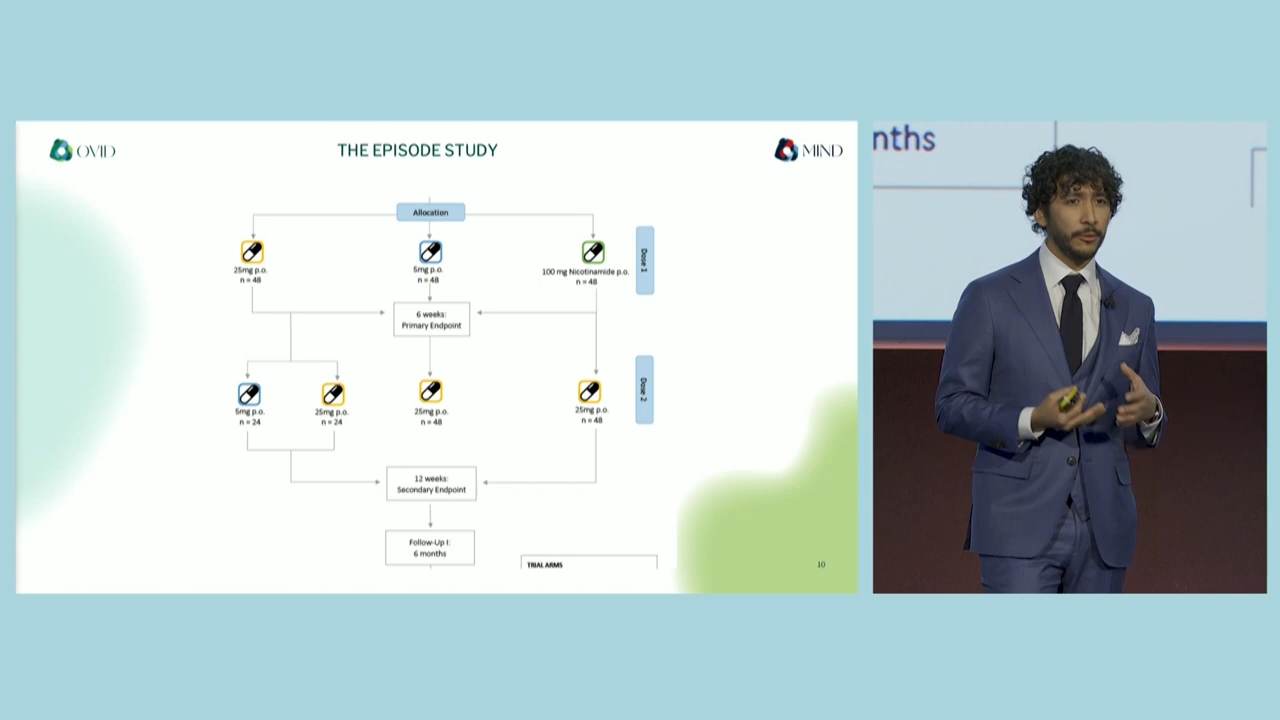 OVID
THE EPISODE STUDY
MIND
Allocation
25mg p.o.
n = 48
5mg p.o.
n = 48
100 mg Nicotinamide p.o.
n = 48
Dose 1
6 weeks:
Primary Endpoint
5mg p.o.
n = 24
25mg p.o.
n = 24
25mg p.o.
n = 48
25mg p.o.
n = 48
Dose 2
12 weeks:
Secondary Endpoint
Follow-Up I:
6 months
TRIAL ARMS
10
nths